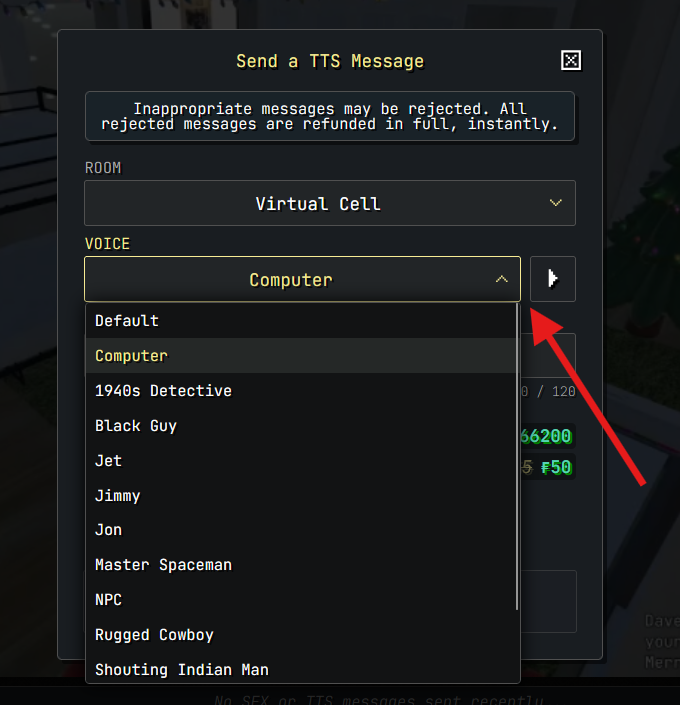 Send a TTS Message
Inappropriate messages may be rejected. All
rejected messages are refunded in full, instantly.
ROOM
Virtual Cell
VOICE
Computer
Default
Computer
1940s Detective
Black Guy
Jet
Jimmy
Jon
Master Spaceman
NPC
Rugged Cowboy
Shouting Indian Man
0 / 120
66200
5 ₣50
Dave
your
Merr
No SFX or TTS messages sent recently